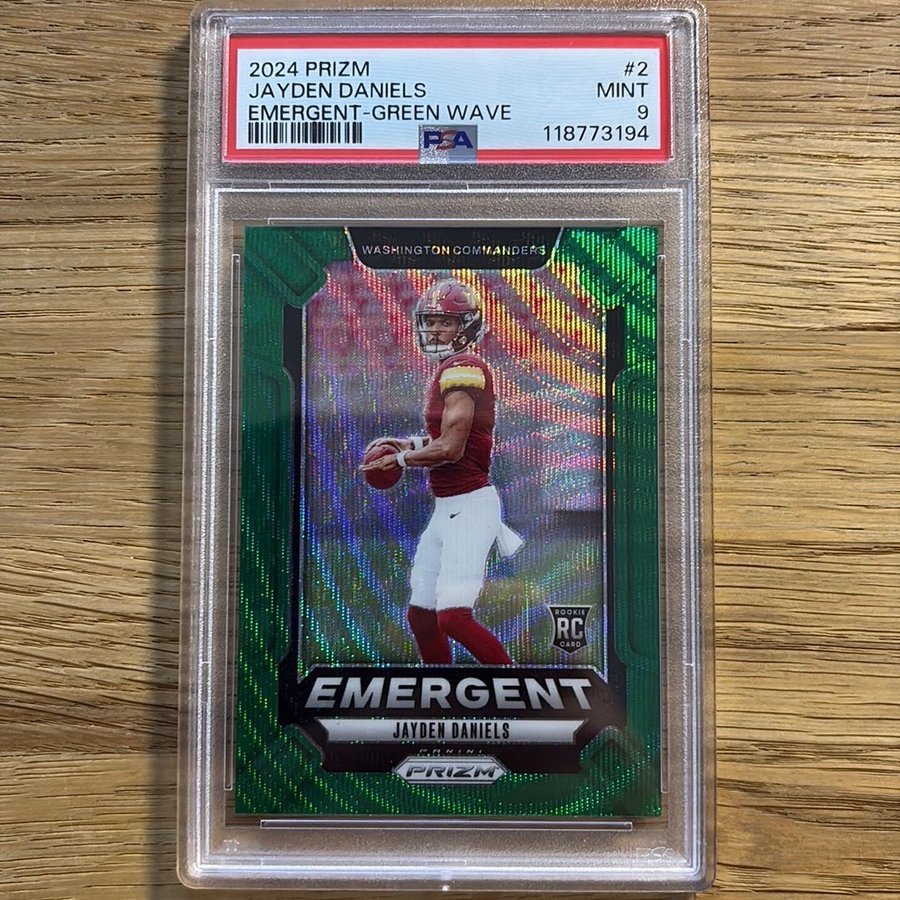 2024 PRIZM #2
JAYDEN DANIELS MINT
EMERGENT-GREEN WAVE 9
PSA 118773194
WASHINGTON COMMANDERS
ROOKIE
RC
CARD
EMERGENT
JAYDEN DANIELS
PANINI
PRIZM